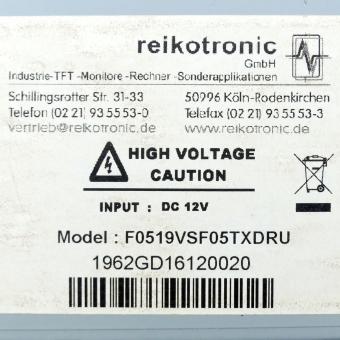 reikotronic
GmbH
Industrie-TFT -Monitore -Rechner -Sonderapplikationen
Schillingsrotter Str. 31-33 50996 Köln-Rodenkirchen
Telefon (02 21) 93 55 53-0 Telefax (02 21) 93 55 53-3
vertrieb@reikotronic.de www.reikotronic.de
HIGH VOLTAGE
CAUTION
INPUT : DC 12V
Model : F0519VSF05TXDRU
1962GD16120020